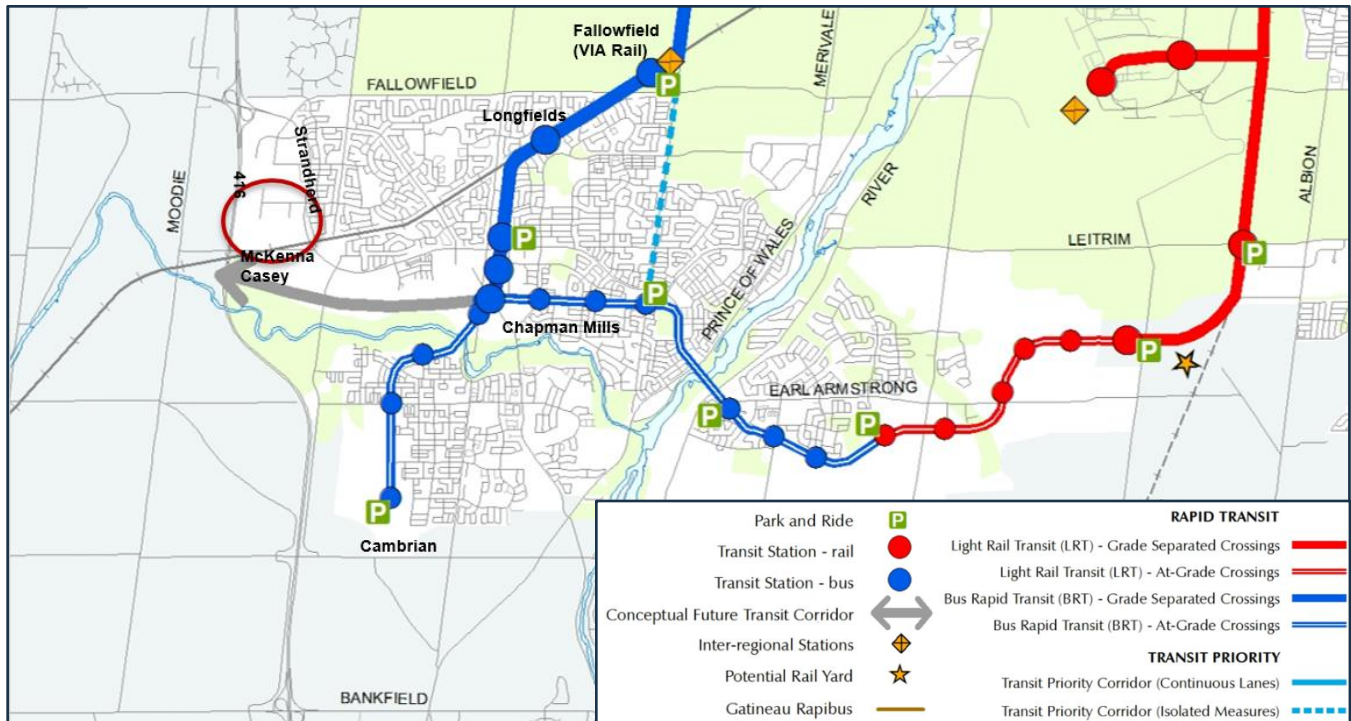 Fallowfield
(VIA Rail)
MERIVALE
FALLOWFIELD
P
Longfields
Strandherd
416
MOODIE
RIVER
ALBION
P
LEITRIM
P
McKenna
Casey
P
PRINCE OF WALES
Chapman Mills
P
EARL ARMSTRONG
P
P
P
Cambrian
BANKFIELD
Park and Ride
P
Transit Station - rail
Transit Station - bus
Conceptual Future Transit Corridor
Inter-regional Stations
Potential Rail Yard
Gatineau Rapibus
RAPID TRANSIT
Light Rail Transit (LRT) - Grade Separated Crossings
Light Rail Transit (LRT) - At-Grade Crossings
Bus Rapid Transit (BRT) - Grade Separated Crossings
Bus Rapid Transit (BRT) - At-Grade Crossings
TRANSIT PRIORITY
Transit Priority Corridor (Continuous Lanes)
Transit Priority Corridor (Isolated Measures)